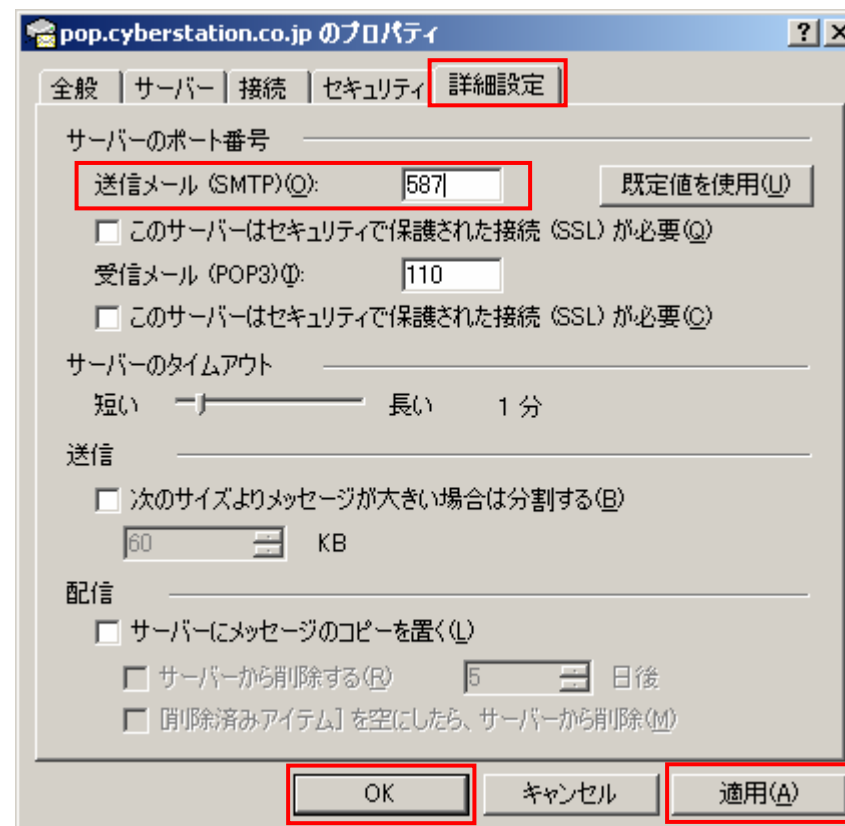 pop.cyberstation.co.jp のプロパティ
全般 サーバー 接続 セキュリティ 詳細設定
サーバーのポート番号
送信メール (SMTP)(O): 587 既定値を使用(U)
このサーバーはセキュリティで保護された接続 (SSL) が必要(Q)
受信メール (POP3)(I): 110
このサーバーはセキュリティで保護された接続 (SSL) が必要(C)
サーバーのタイムアウト
短い 長い 1 分
送信
次のサイズよりメッセージが大きい場合は分割する(B)
60 KB
配信
サーバーにメッセージのコピーを置く(L)
サーバーから削除する(R) 5 日後
[削除済みアイテム] を空にしたら、サーバーから削除(M)
OK キャンセル 適用(A)